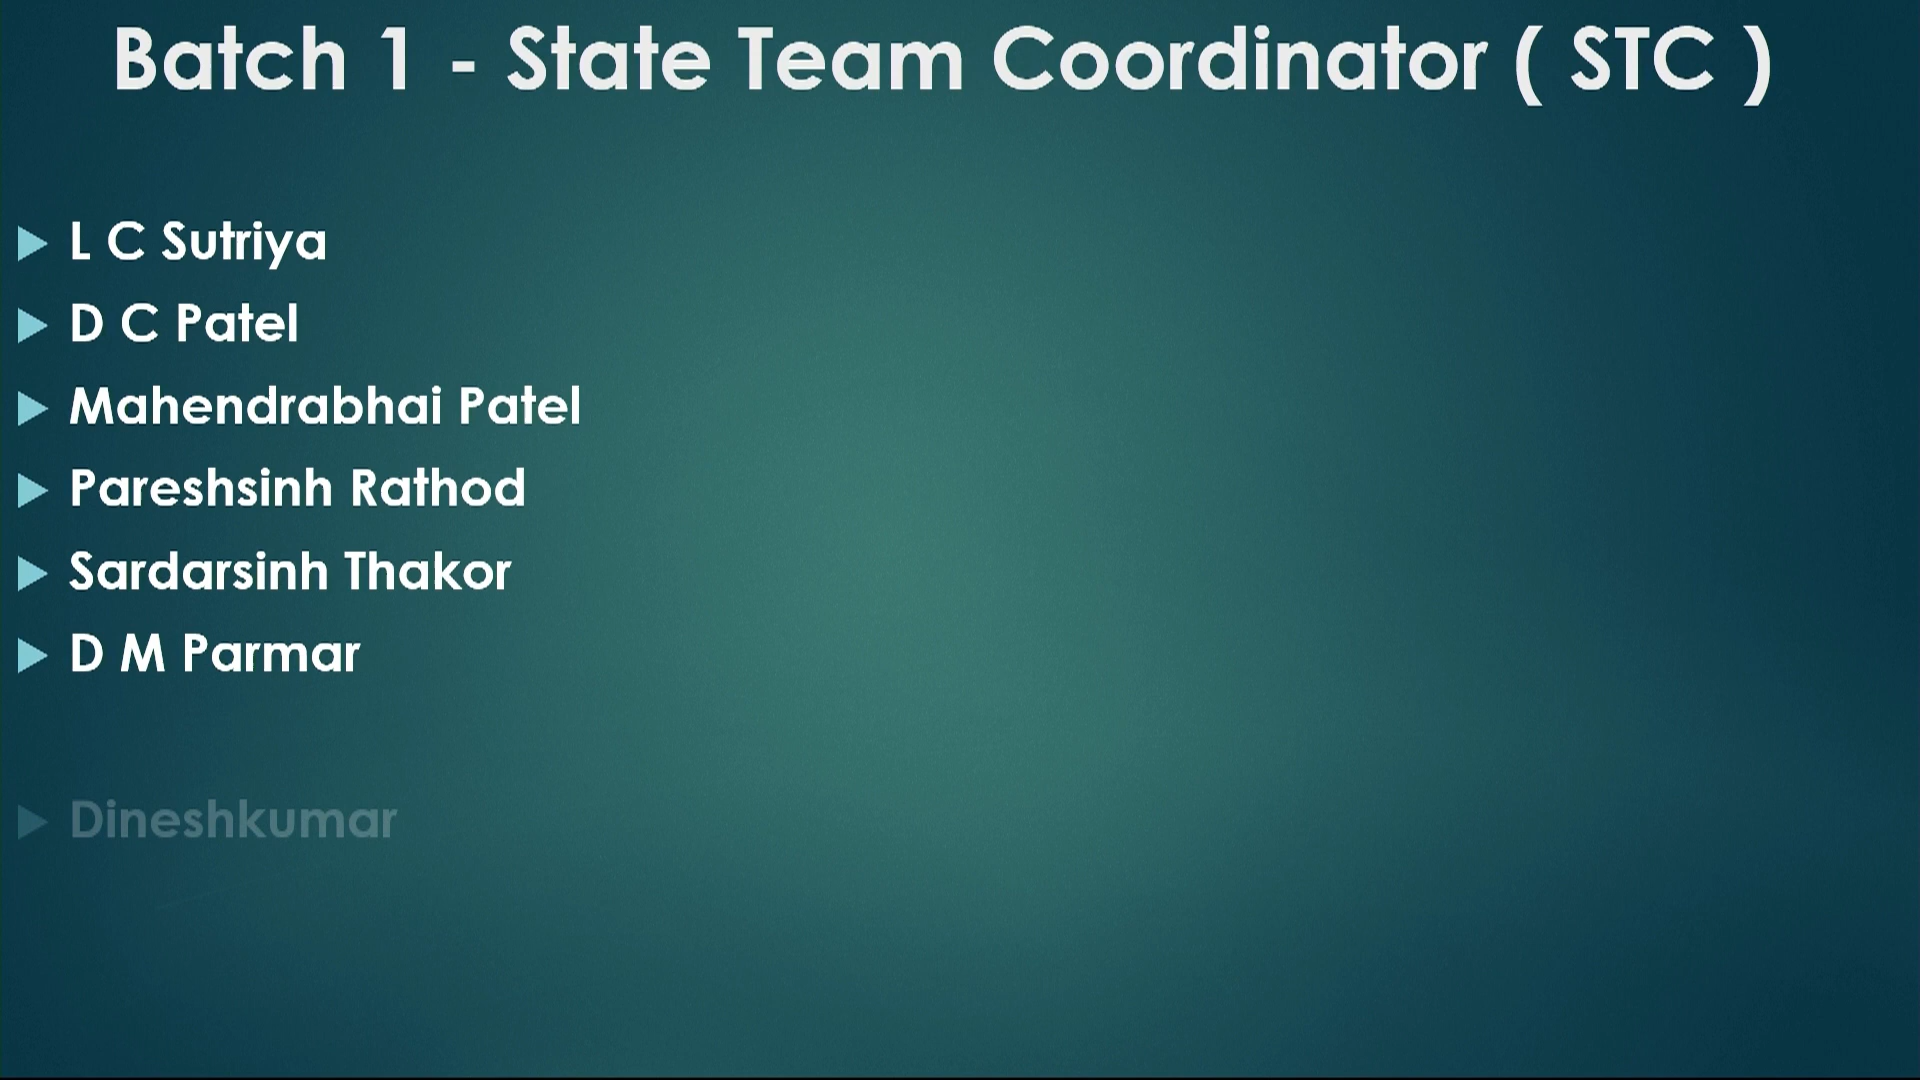 Batch 1 - State Team Coordinator ( STC )
L C Sutriya
D C Patel
Mahendrabhai Patel
Pareshsinh Rathod
Sardarsinh Thakor
D M Parmar
Dineshkumar